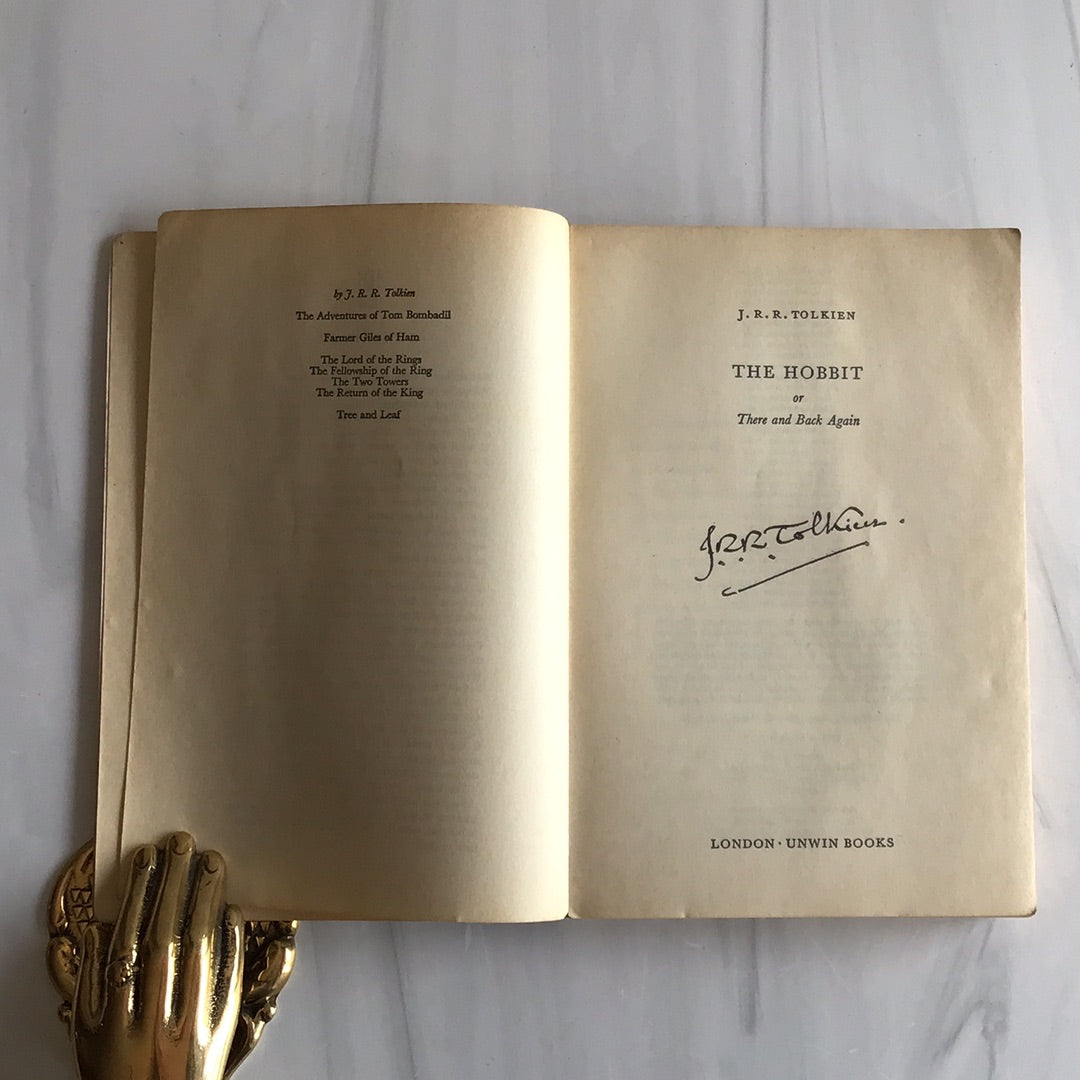 by J. R. R. Tolkien
The Adventures of Tom Bombadil
Farmer Giles of Ham
The Lord of the Rings
The Fellowship of the Ring
The Two Towers
The Return of the King
Tree and Leaf
J. R. R. TOLKIEN
THE HOBBIT
or
There and Back Again
J.R.R. Tolkien.
LONDON · UNWIN BOOKS